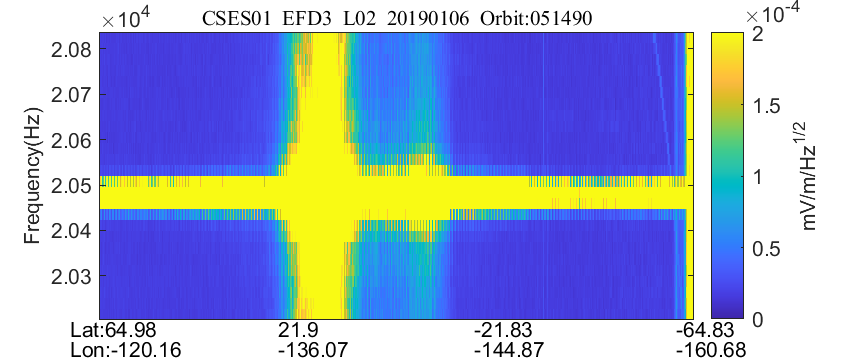 CSES01 EFD3 L02 20190106 Orbit:051490
×10⁴
×10⁻⁴
Frequency(Hz)
2.08
2.07
2.06
2.05
2.04
2.03
2
1.5
1
0.5
0
mV/m/Hz^1/2
Lat:64.98 21.9 -21.83 -64.83
Lon:-120.16 -136.07 -144.87 -160.68